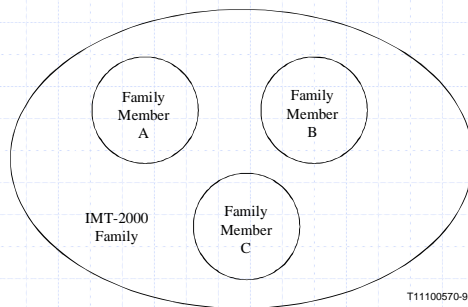 Family
Member
A
Family
Member
B
IMT-2000
Family
Family
Member
C
T11100570-9